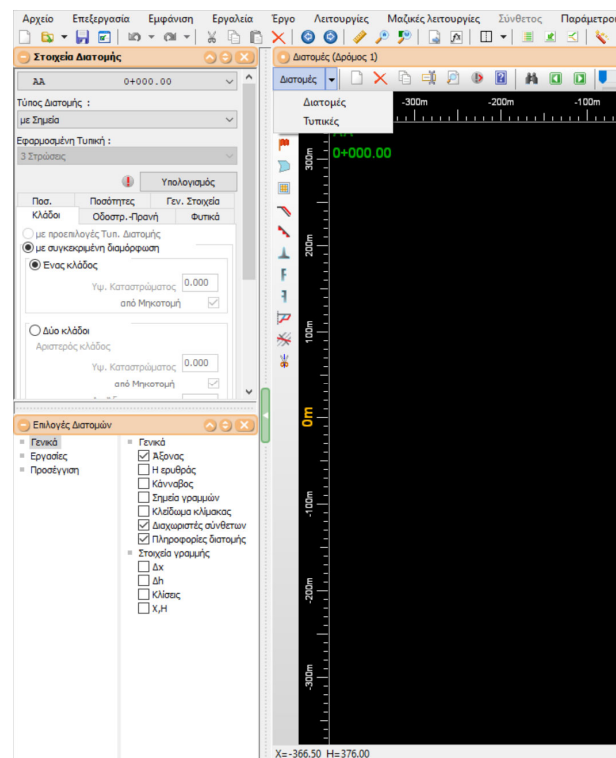 Αρχείο Επεξεργασία Εμφάνιση Εργαλεία Έργο Λειτουργίες Μαζικές λειτουργίες Σύνθετος Παράμετροι
Στοιχεία Διατομής
AA 0+000.00
Τύπος Διατομής :
με Σημεία
Εφαρμοσμένη Τυπική :
3 Στρώσεις
Υπολογισμός
Ποσ. Ποσότητες Γεν. Στοιχεία
Κλάδοι Οδοστρ.-Πρανή Φυτικά
με προεπιλογές Τυπ. Διατομής
με συγκεκριμένη διαμόρφωση
Ένας κλάδος
Υψ. Καταστρώματος 0.000
από Μηκοτομή
Δύο κλάδοι
Αριστερός κλάδος
Υψ. Καταστρώματος 0.000
από Μηκοτομή
Επιλογές Διατομών
Γενικά
Εργασίες
Προσέγγιση
Γενικά
Άξονας
Η ερυθράς
Κάνναβος
Σημεία γραμμών
Κλείδωμα κλίμακας
Διαχωριστές σύνθετων
Πληροφορίες διατομής
Στοιχεία γραμμής
Δx
Δh
Κλίσεις
Χ,Η
Διατομές (Δρόμος 1)
Διατομές
Διατομές
Τυπικές
-300m -200m -100m
0+000.00
300m
200m
100m
0m
-100m
-200m
-300m
X=-366.50 H=376.00